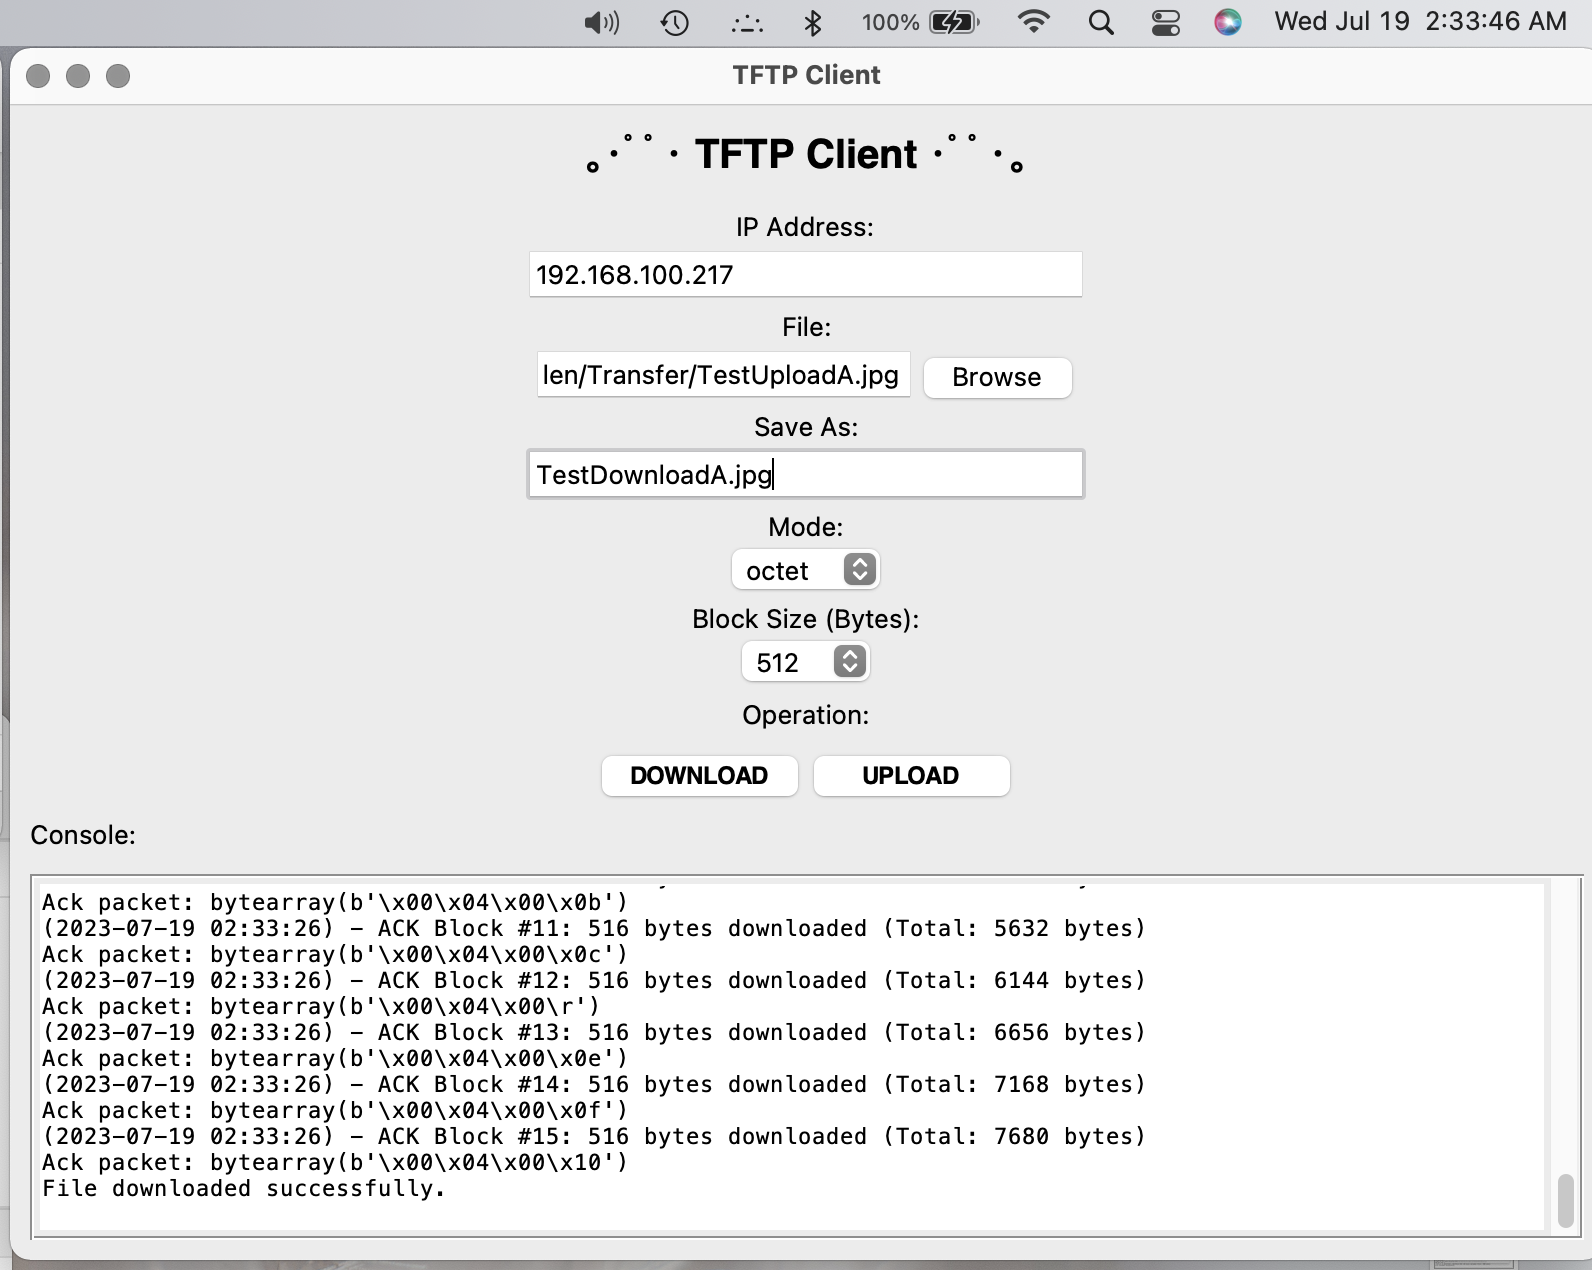 100% Wed Jul 19 2:33:46 AM
TFTP Client
｡･ﾟﾟ･ TFTP Client ･ﾟﾟ･｡
IP Address:
192.168.100.217
File:
len/Transfer/TestUploadA.jpg Browse
Save As:
TestDownloadA.jpg
Mode:
octet
Block Size (Bytes):
512
Operation:
DOWNLOAD UPLOAD
Console:
Ack packet: bytearray(b'\x00\x04\x00\x0b')
(2023-07-19 02:33:26) - ACK Block #11: 516 bytes downloaded (Total: 5632 bytes)
Ack packet: bytearray(b'\x00\x04\x00\x0c')
(2023-07-19 02:33:26) - ACK Block #12: 516 bytes downloaded (Total: 6144 bytes)
Ack packet: bytearray(b'\x00\x04\x00\r')
(2023-07-19 02:33:26) - ACK Block #13: 516 bytes downloaded (Total: 6656 bytes)
Ack packet: bytearray(b'\x00\x04\x00\x0e')
(2023-07-19 02:33:26) - ACK Block #14: 516 bytes downloaded (Total: 7168 bytes)
Ack packet: bytearray(b'\x00\x04\x00\x0f')
(2023-07-19 02:33:26) - ACK Block #15: 516 bytes downloaded (Total: 7680 bytes)
Ack packet: bytearray(b'\x00\x04\x00\x10')
File downloaded successfully.